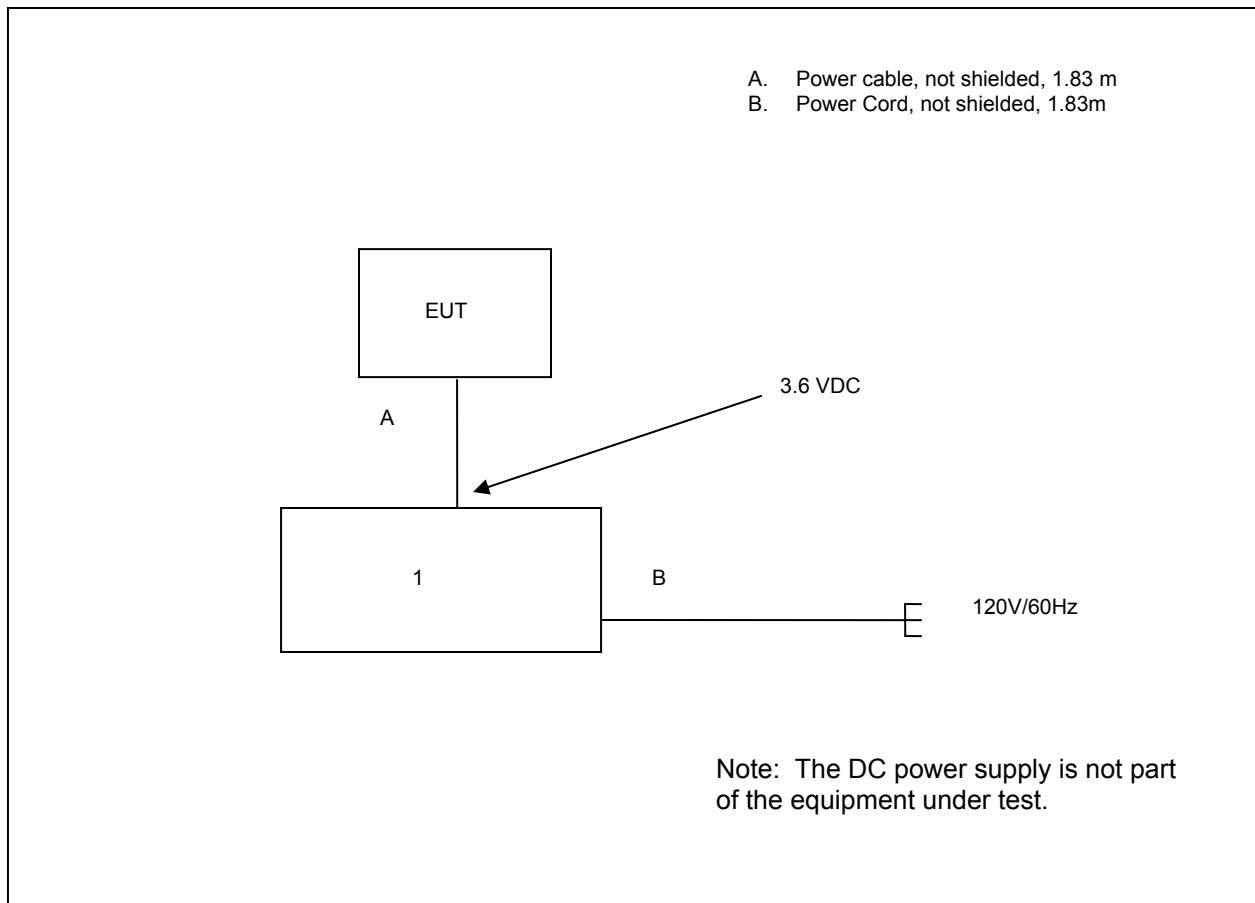 A. Power cable, not shielded, 1.83 m
B. Power Cord, not shielded, 1.83m
EUT
3.6 VDC
A
1
B
120V/60Hz
Note: The DC power supply is not part
of the equipment under test.